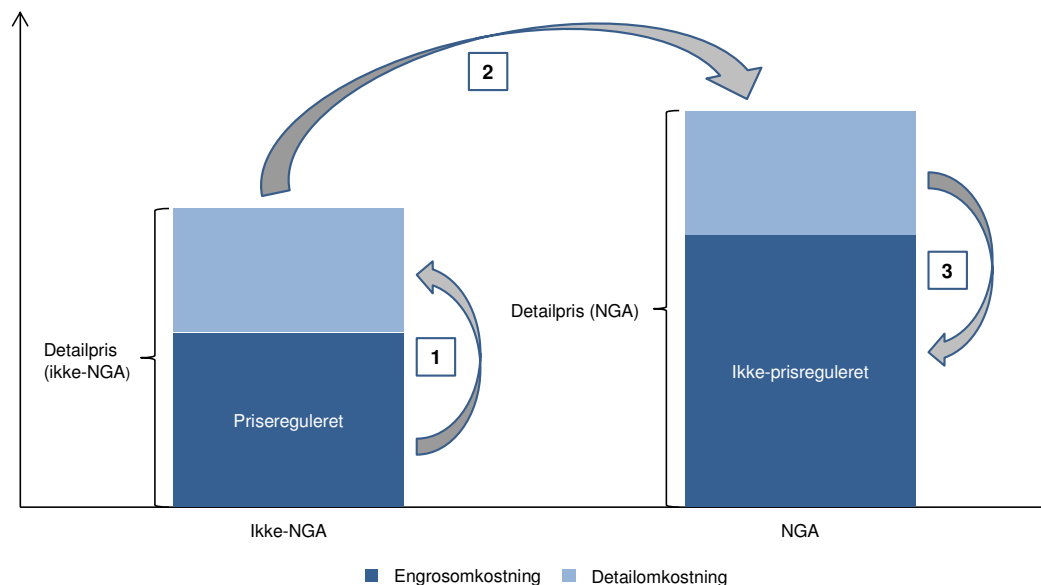 2
3
Detailpris (NGA)
Detailpris
(ikke-NGA)
1
Ikke-prisreguleret
Prisereguleret
Ikke-NGA
NGA
Engrosomkostning
Detailomkostning